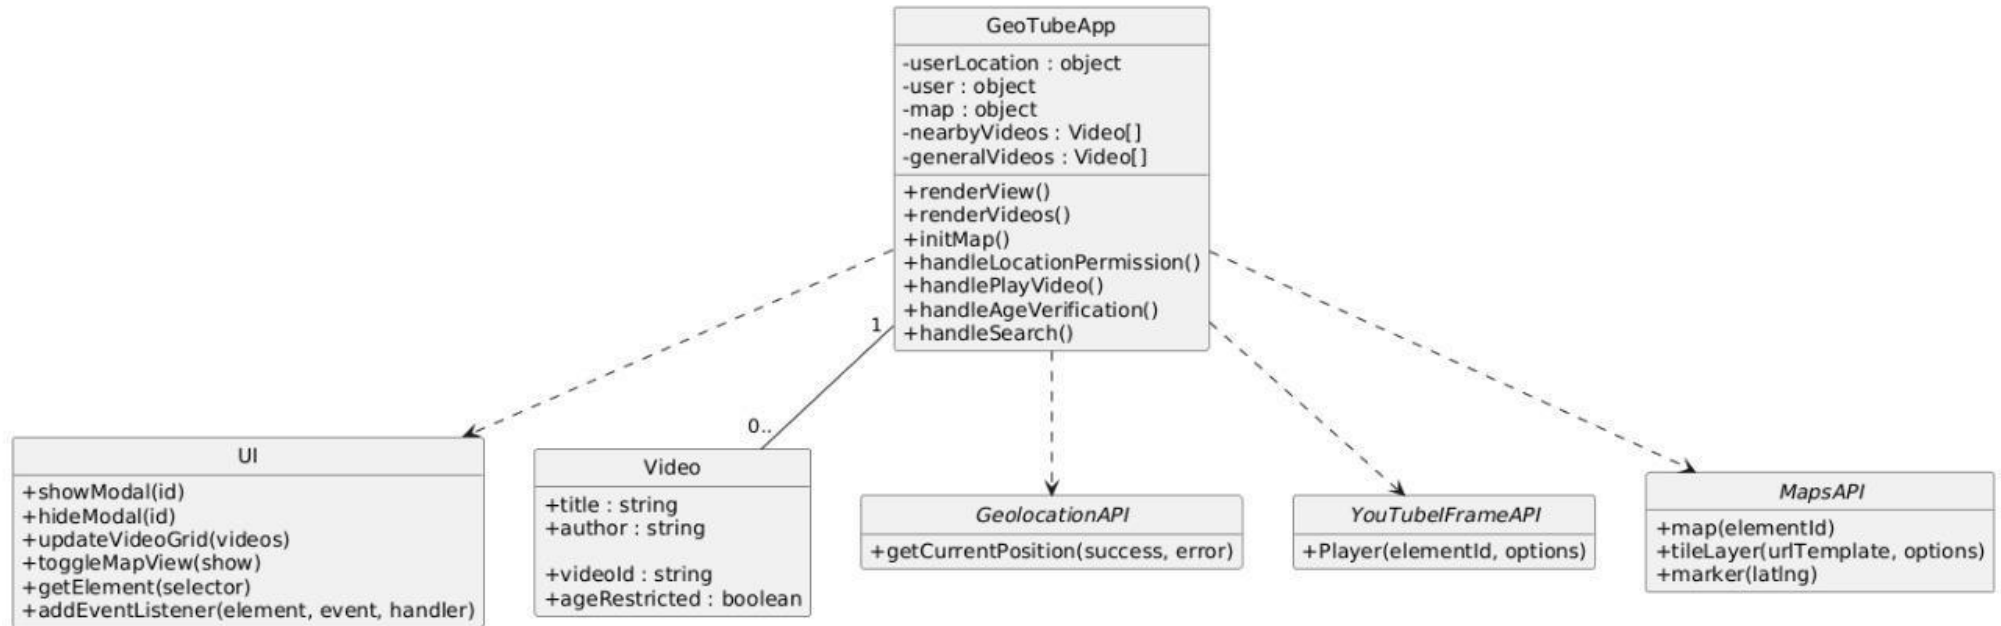 GeoTubeApp
-userLocation : object
-user : object
-map : object
-nearbyVideos : Video[]
-generalVideos : Video[]
+renderView()
+renderVideos()
+initMap()
+handleLocationPermission()
+handlePlayVideo()
+handleAgeVerification()
+handleSearch()
1
0..
UI
+showModal(id)
+hideModal(id)
+updateVideoGrid(videos)
+toggleMapView(show)
+getElement(selector)
+addEventListener(element, event, handler)
Video
+title : string
+author : string
+videoId : string
+ageRestricted : boolean
GeolocationAPI
+getCurrentPosition(success, error)
YouTubeIFrameAPI
+Player(elementId, options)
MapsAPI
+map(elementId)
+tileLayer(urlTemplate, options)
+marker(latlng)